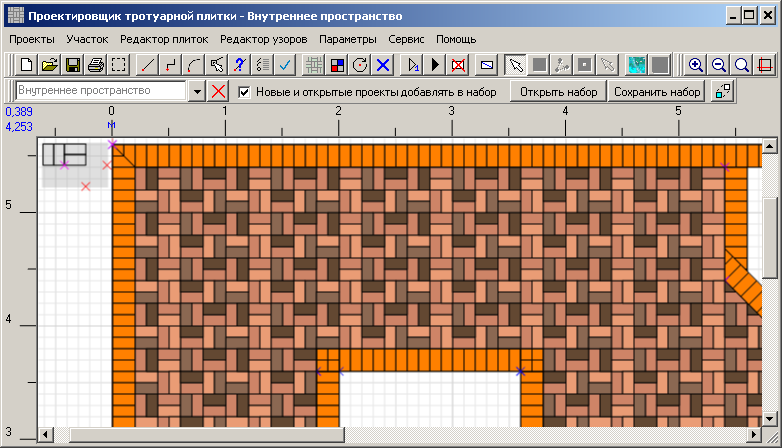 Проектировщик тротуарной плитки - Внутреннее пространство
Проекты Участок Редактор плиток Редактор узоров Параметры Сервис Помощь
Внутреннее пространство Новые и открытые проекты добавлять в набор Открыть набор Сохранить набор
0,389 0 1 2 3 4 5
4,253 м
5
4
3